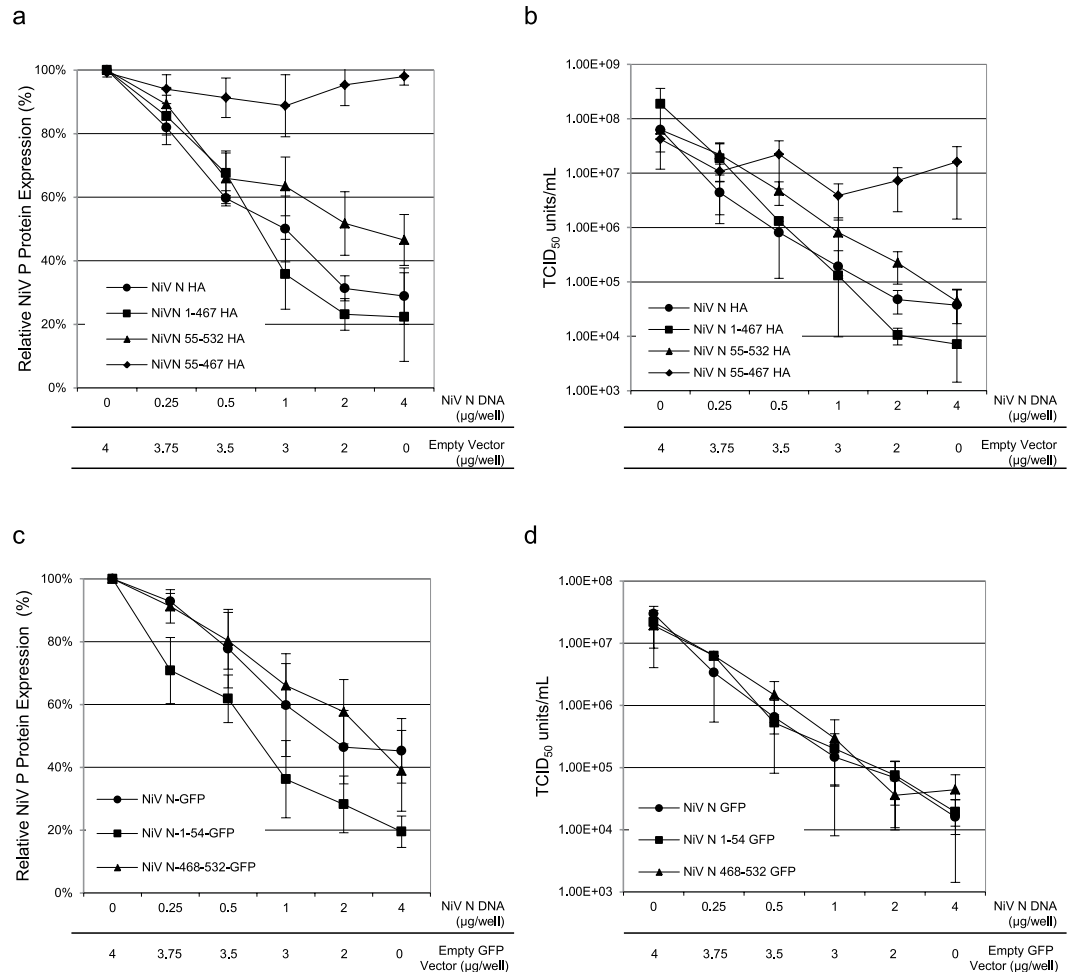 a
Relative NiV P Protein Expression (%)
100%
80%
60%
40%
20%
0%
NiV N HA
NiVN 1-467 HA
NiVN 55-532 HA
NiVN 55-467 HA
0 0.25 0.5 1 2 4 NiV N DNA
(µg/well)
4 3.75 3.5 3 2 0 Empty Vector
(µg/well)
b
TCID50 units/mL
1.00E+09
1.00E+08
1.00E+07
1.00E+06
1.00E+05
1.00E+04
1.00E+03
NiV N HA
NiV N 1-467 HA
NiV N 55-532 HA
NiV N 55-467 HA
0 0.25 0.5 1 2 4 NiV N DNA
(µg/well)
4 3.75 3.5 3 2 0 Empty Vector
(µg/well)
c
Relative NiV P Protein Expression (%)
100%
80%
60%
40%
20%
0%
NiV N-GFP
NiV N-1-54-GFP
NiV N-468-532-GFP
0 0.25 0.5 1 2 4 NiV N DNA
(µg/well)
4 3.75 3.5 3 2 0 Empty GFP
Vector (µg/well)
d
TCID50 units/mL
1.00E+08
1.00E+07
1.00E+06
1.00E+05
1.00E+04
1.00E+03
NiV N GFP
NiV N 1-54 GFP
NiV N 468-532 GFP
0 0.25 0.5 1 2 4 NiV N DNA
(µg/well)
4 3.75 3.5 3 2 0 Empty GFP
Vector (µg/well)